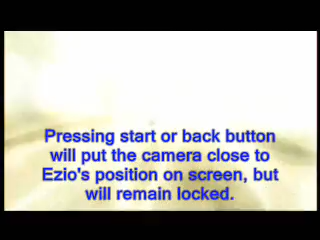 Pressing start or back button
will put the camera close to
Ezio's position on screen, but
will remain locked.